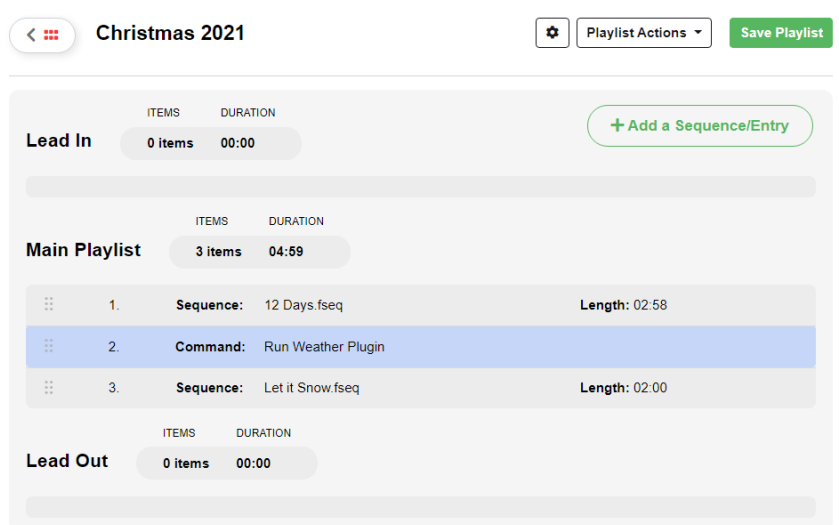 Christmas 2021
Playlist Actions
Save Playlist
ITEMS DURATION
Lead In 0 items 00:00
Add a Sequence/Entry
ITEMS DURATION
Main Playlist 3 items 04:59
1. Sequence: 12 Days.fseq Length: 02:58
2. Command: Run Weather Plugin
3. Sequence: Let it Snow.fseq Length: 02:00
ITEMS DURATION
Lead Out 0 items 00:00